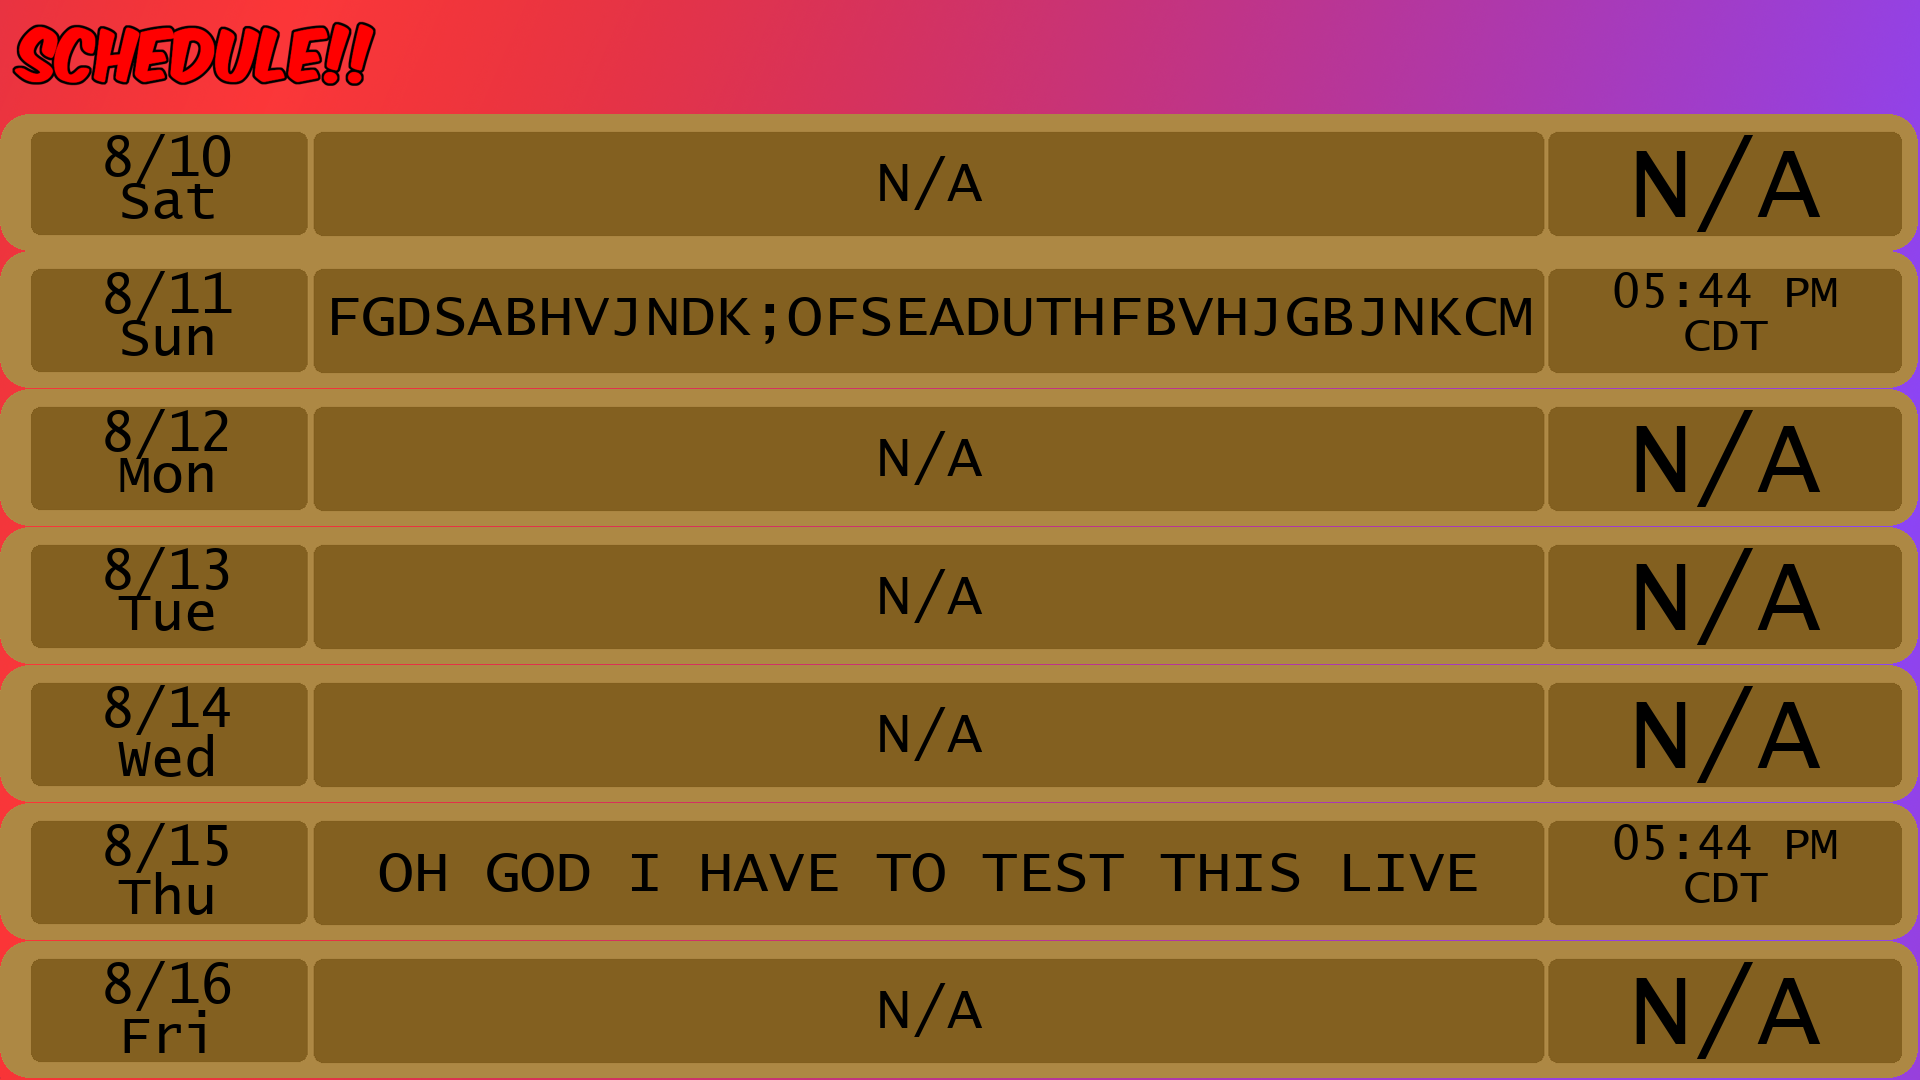 SCHEDULE!!
8/10
Sat
N/A
N/A
8/11
Sun
FGDSABHVJNDK;OFSEADUTHFBVHJGBJNKCM
05:44 PM
CDT
8/12
Mon
N/A
N/A
8/13
Tue
N/A
N/A
8/14
Wed
N/A
N/A
8/15
Thu
OH GOD I HAVE TO TEST THIS LIVE
05:44 PM
CDT
8/16
Fri
N/A
N/A